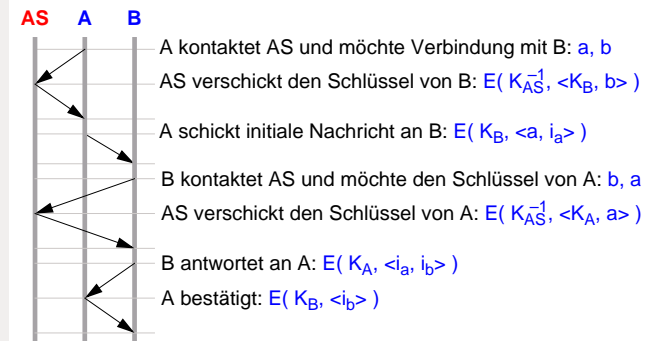 AS A B
A kontaktet AS und möchte Verbindung mit B: a, b
AS verschickt den Schlüssel von B: E( K_AS^−1, <K_B, b> )
A schickt initiale Nachricht an B: E( K_B, <a, i_a> )
B kontaktet AS und möchte den Schlüssel von A: b, a
AS verschickt den Schlüssel von A: E( K_AS^−1, <K_A, a> )
B antwortet an A: E( K_A, <i_a, i_b> )
A bestätigt: E( K_B, <i_b> )